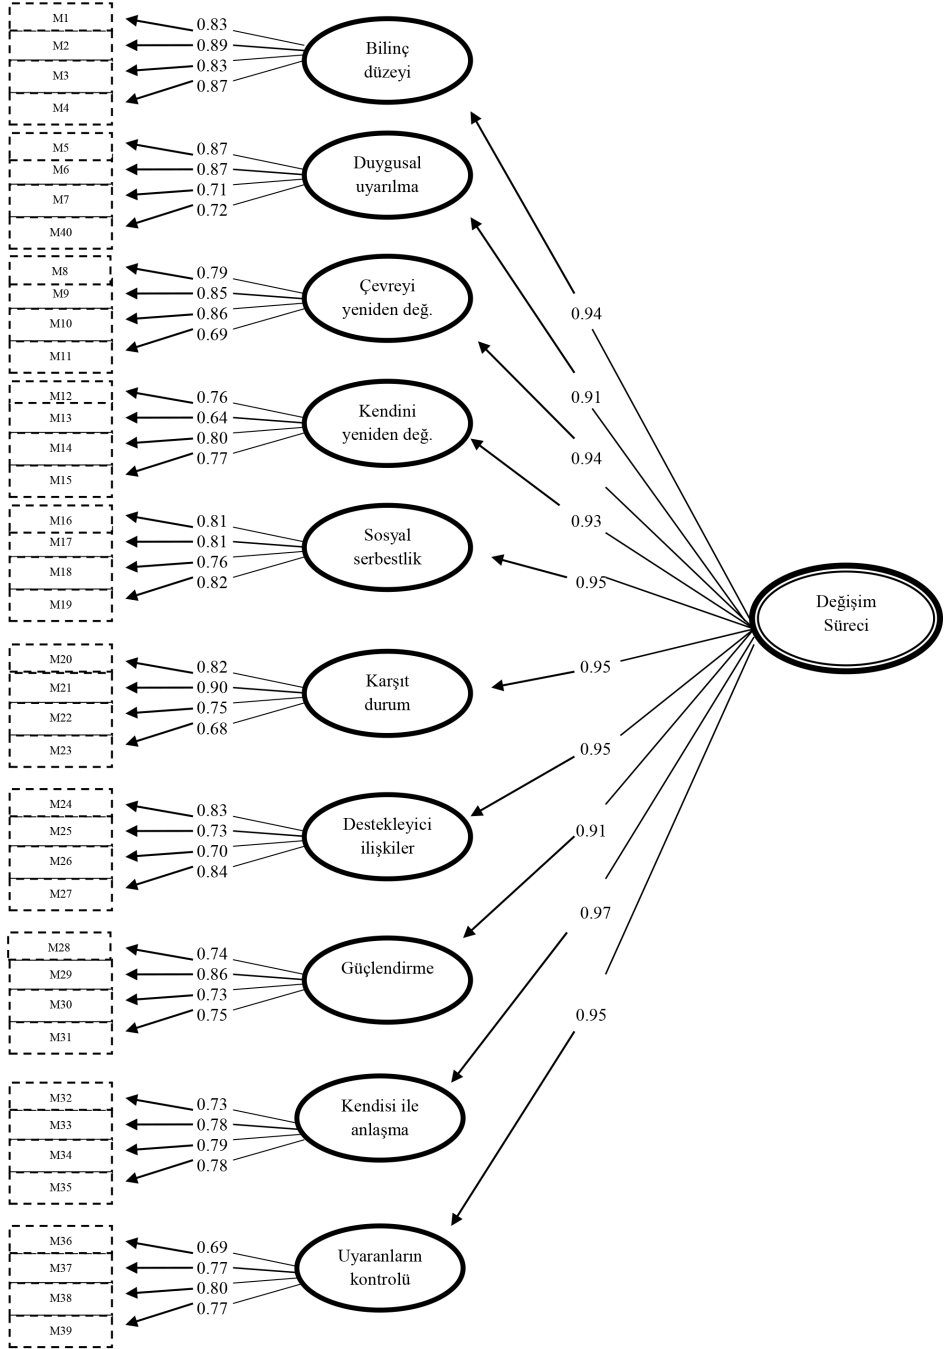 M1
M2
M3
M4
0.83
0.89
0.83
0.87
Bilinç
düzeyi
M5
M6
M7
M40
0.87
0.87
0.71
0.72
Duygusal
uyarılma
M8
M9
M10
M11
0.79
0.85
0.86
0.69
Çevreyi
yeniden değ.
M12
M13
M14
M15
0.76
0.64
0.80
0.77
Kendini
yeniden değ.
M16
M17
M18
M19
0.81
0.81
0.76
0.82
Sosyal
serbestlik
M20
M21
M22
M23
0.82
0.90
0.75
0.68
Karşıt
durum
M24
M25
M26
M27
0.83
0.73
0.70
0.84
Destekleyici
ilişkiler
M28
M29
M30
M31
0.74
0.86
0.73
0.75
Güçlendirme
M32
M33
M34
M35
0.73
0.78
0.79
0.78
Kendisi ile
anlaşma
M36
M37
M38
M39
0.69
0.77
0.80
0.77
Uyaranların
kontrolü
0.94
0.91
0.94
0.93
0.95
0.95
0.95
0.91
0.97
0.95
Değişim
Süreci